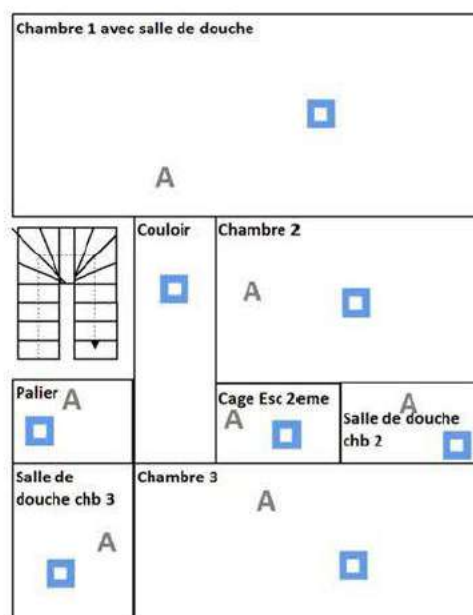 Chambre 1 avec salle de douche
A
Couloir
Chambre 2
A
Palier
A
Cage Esc 2eme
A
A
Salle de douche
chb 2
Salle de
douche chb 3
A
Chambre 3
A